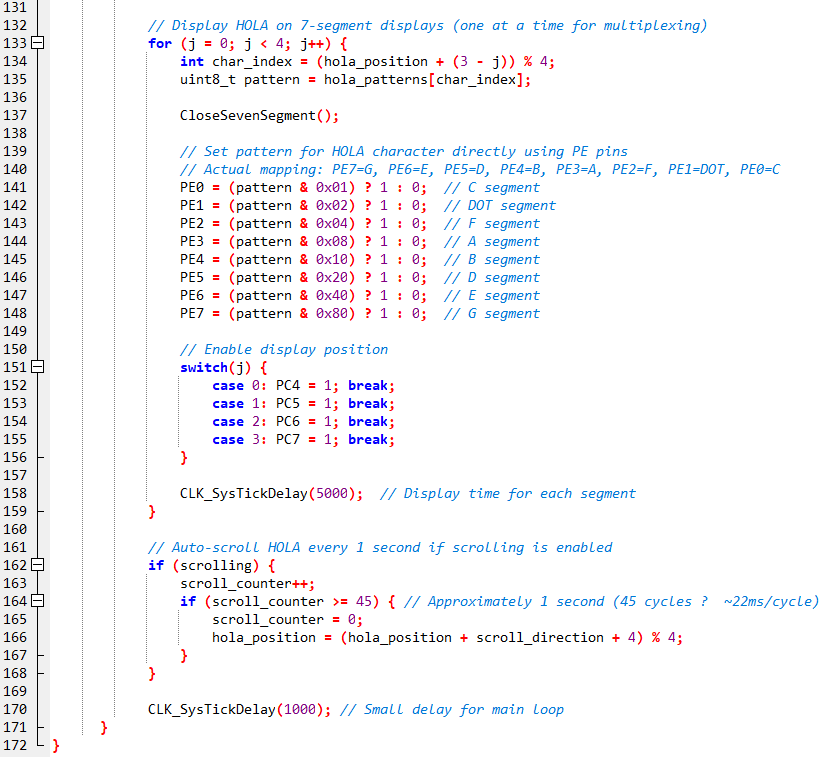 131
132 // Display HOLA on 7-segment displays (one at a time for multiplexing)
133 for (j = 0; j < 4; j++) {
134 int char_index = (hola_position + (3 - j)) % 4;
135 uint8_t pattern = hola_patterns[char_index];
136
137 CloseSevenSegment();
138
139 // Set pattern for HOLA character directly using PE pins
140 // Actual mapping: PE7=G, PE6=E, PE5=D, PE4=B, PE3=A, PE2=F, PE1=DOT, PE0=C
141 PE0 = (pattern & 0x01) ? 1 : 0; // C segment
142 PE1 = (pattern & 0x02) ? 1 : 0; // DOT segment
143 PE2 = (pattern & 0x04) ? 1 : 0; // F segment
144 PE3 = (pattern & 0x08) ? 1 : 0; // A segment
145 PE4 = (pattern & 0x10) ? 1 : 0; // B segment
146 PE5 = (pattern & 0x20) ? 1 : 0; // D segment
147 PE6 = (pattern & 0x40) ? 1 : 0; // E segment
148 PE7 = (pattern & 0x80) ? 1 : 0; // G segment
149
150 // Enable display position
151 switch(j) {
152 case 0: PC4 = 1; break;
153 case 1: PC5 = 1; break;
154 case 2: PC6 = 1; break;
155 case 3: PC7 = 1; break;
156 }
157
158 CLK_SysTickDelay(5000); // Display time for each segment
159 }
160
161 // Auto-scroll HOLA every 1 second if scrolling is enabled
162 if (scrolling) {
163 scroll_counter++;
164 if (scroll_counter >= 45) { // Approximately 1 second (45 cycles ? ~22ms/cycle)
165 scroll_counter = 0;
166 hola_position = (hola_position + scroll_direction + 4) % 4;
167 }
168 }
169
170 CLK_SysTickDelay(1000); // Small delay for main loop
171 }
172 }